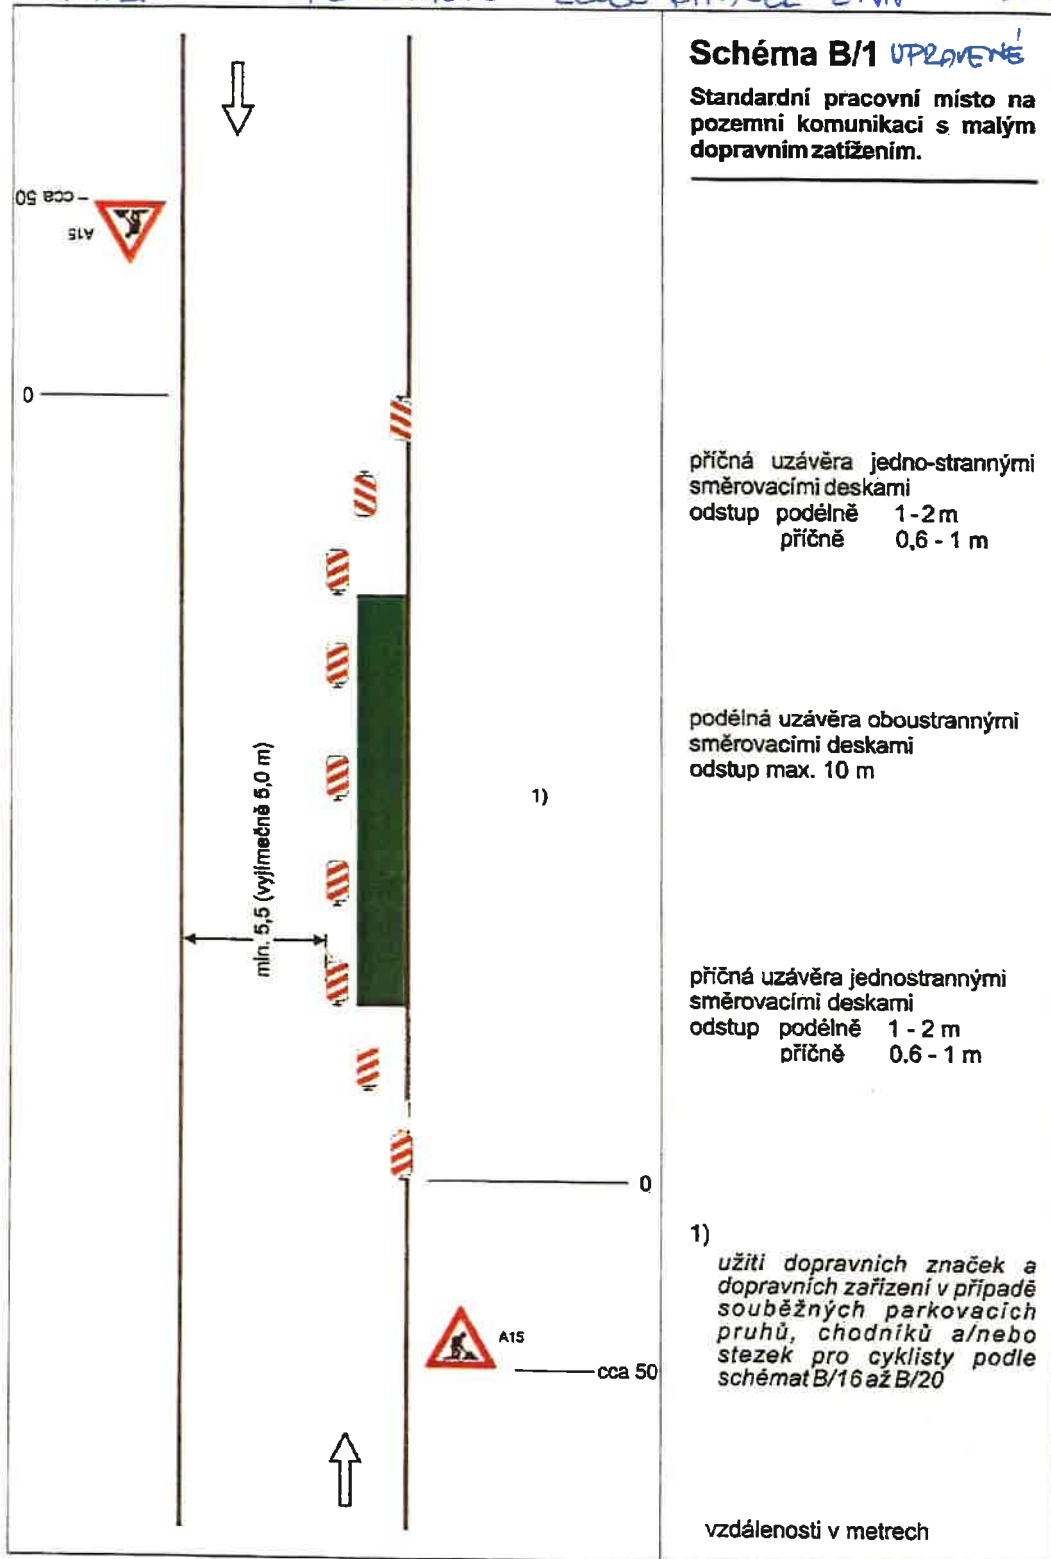 Schéma B/1 UPRAVENÉ
Standardní pracovní místo na
pozemní komunikaci s malým
dopravním zatížením.
cca 50
A15
0
příčná uzávěra jedno-strannými
směrovacími deskami
odstup podélně 1-2 m
příčně 0,6 - 1 m
podélná uzávěra oboustrannými
směrovacími deskami
odstup max. 10 m
min. 5,5 (vyjímečně 5,0 m)
1)
příčná uzávěra jednostrannými
směrovacími deskami
odstup podélně 1 - 2 m
příčně 0.6 - 1 m
0
A15
cca 50
1)
užití dopravních značek a
dopravních zařízení v případě
souběžných parkovacích
pruhů, chodníků a/nebo
stezek pro cyklisty podle
schémat B/16 až B/20
vzdálenosti v metrech